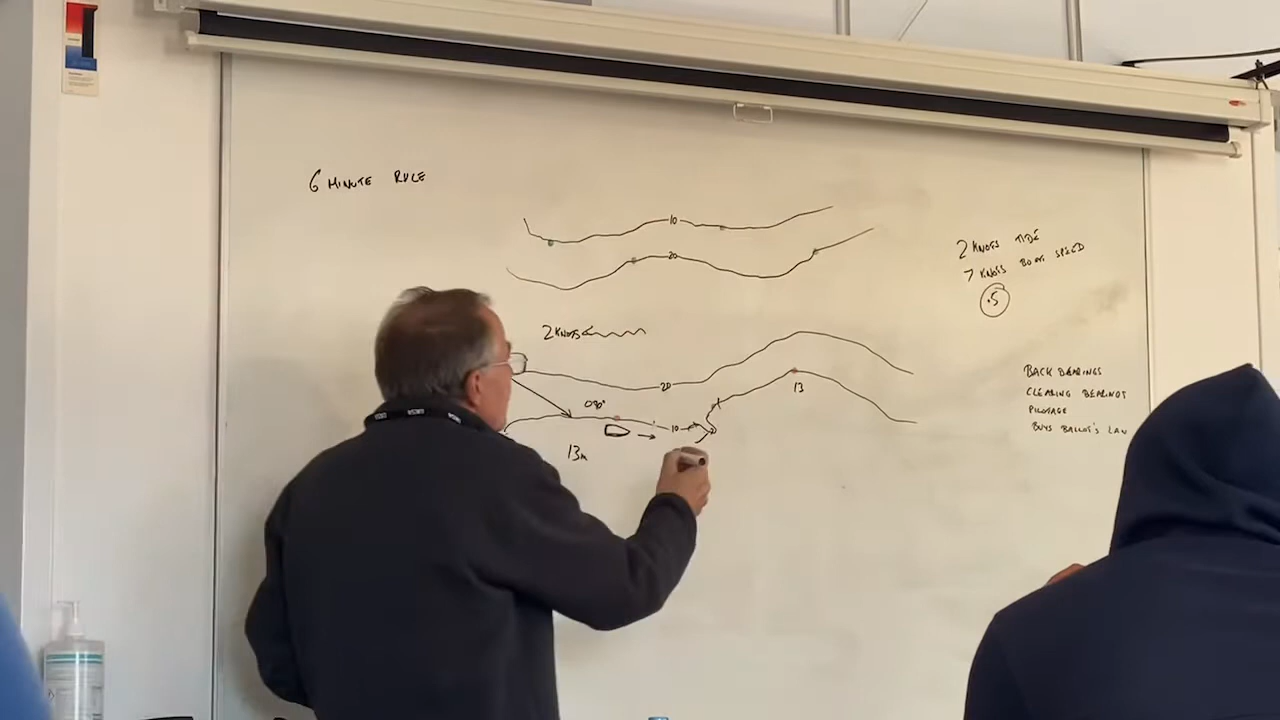 6 MINUTE RULE
10
20
2 KNOTS TIDE
7 KNOTS BOAT SPEED
.5
2 KNOTS
20
13
090°
10
13m
BACK BEARINGS
CLEARING BEARINGS
PILOTAGE
BUYS BALLOT'S LAW